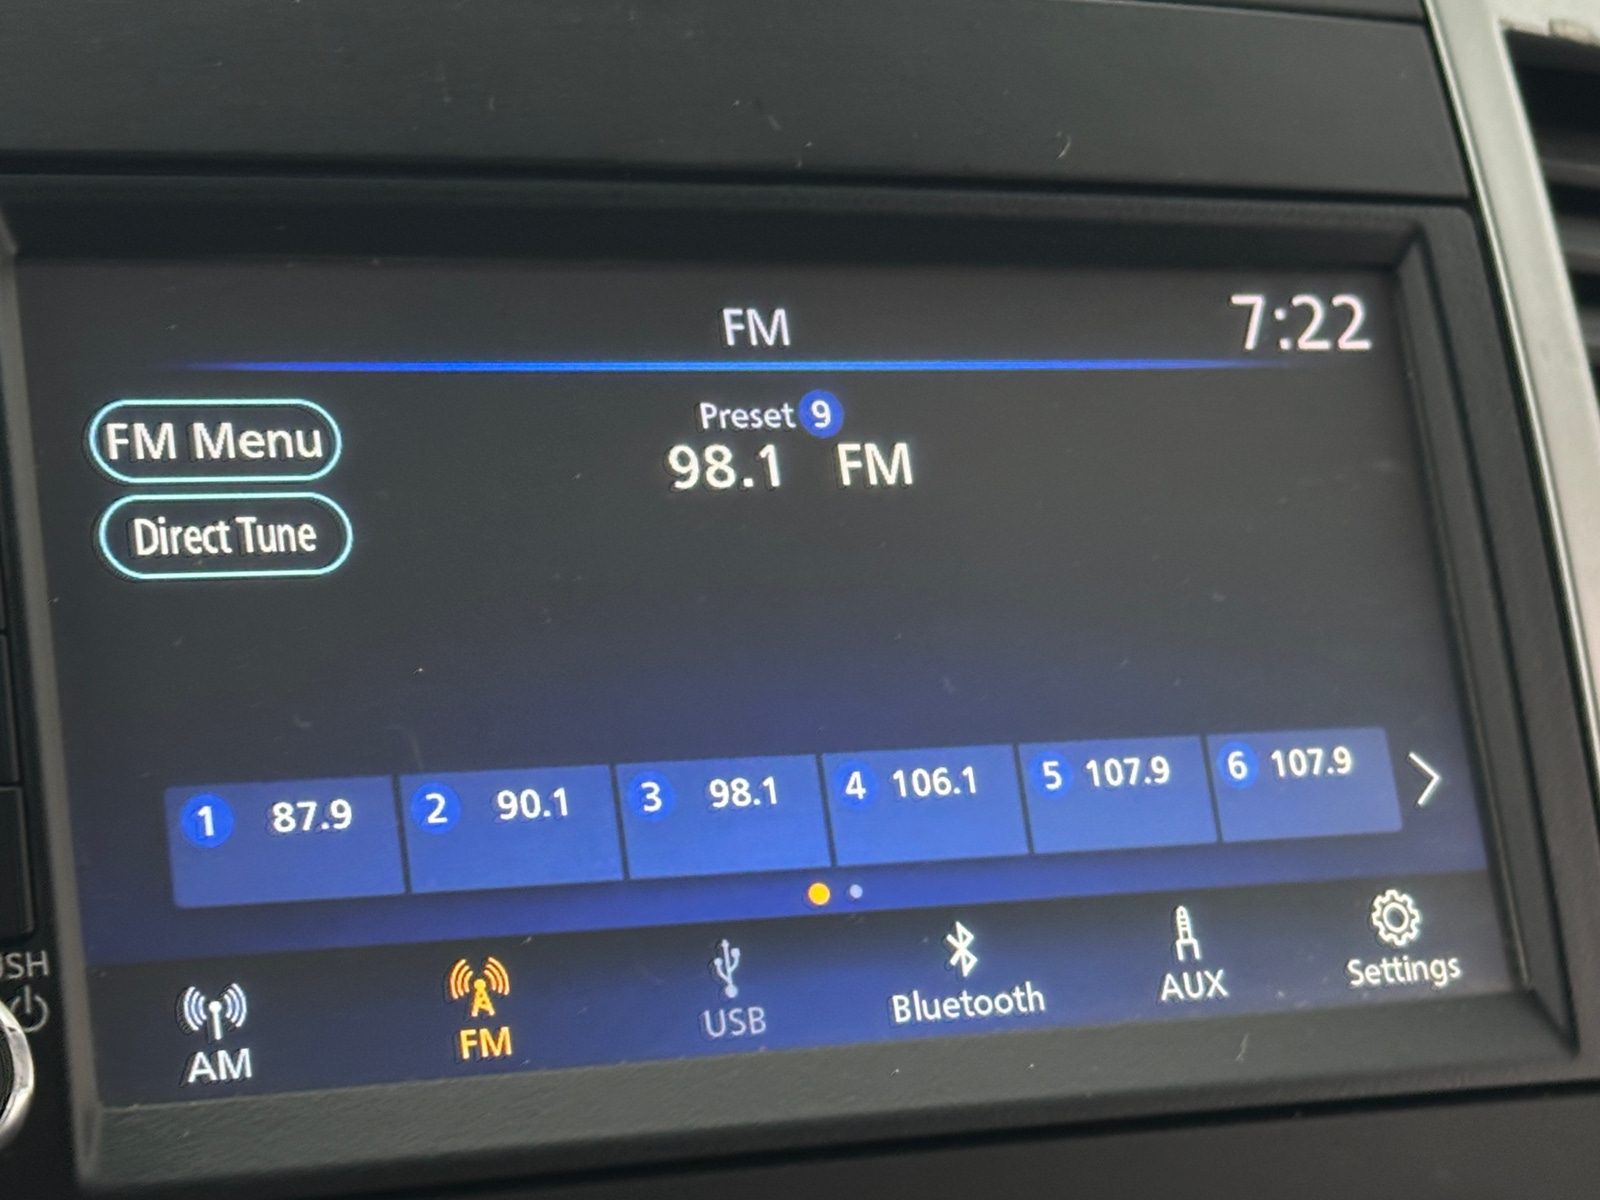 FM
7:22
FM Menu
Preset 9
98.1 FM
Direct Tune
1 87.9
2 90.1
3 98.1
4 106.1
5 107.9
6 107.9
AM
FM
USB
Bluetooth
AUX
Settings